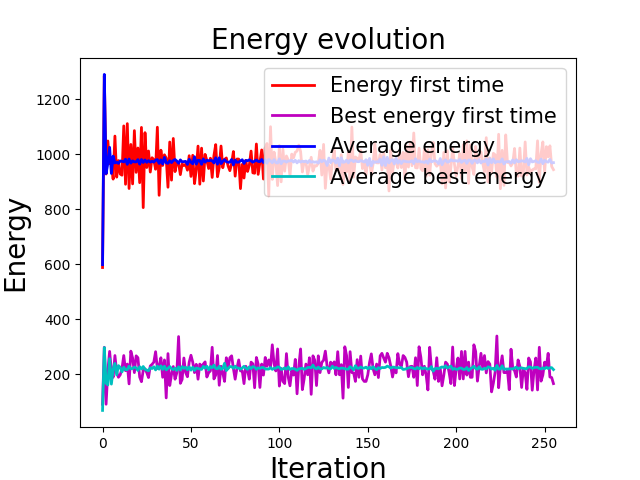 Energy evolution
Energy first time
Best energy first time
Average energy
Average best energy
1200
1000
800
600
400
200
Energy
0
50
100
150
200
250
Iteration